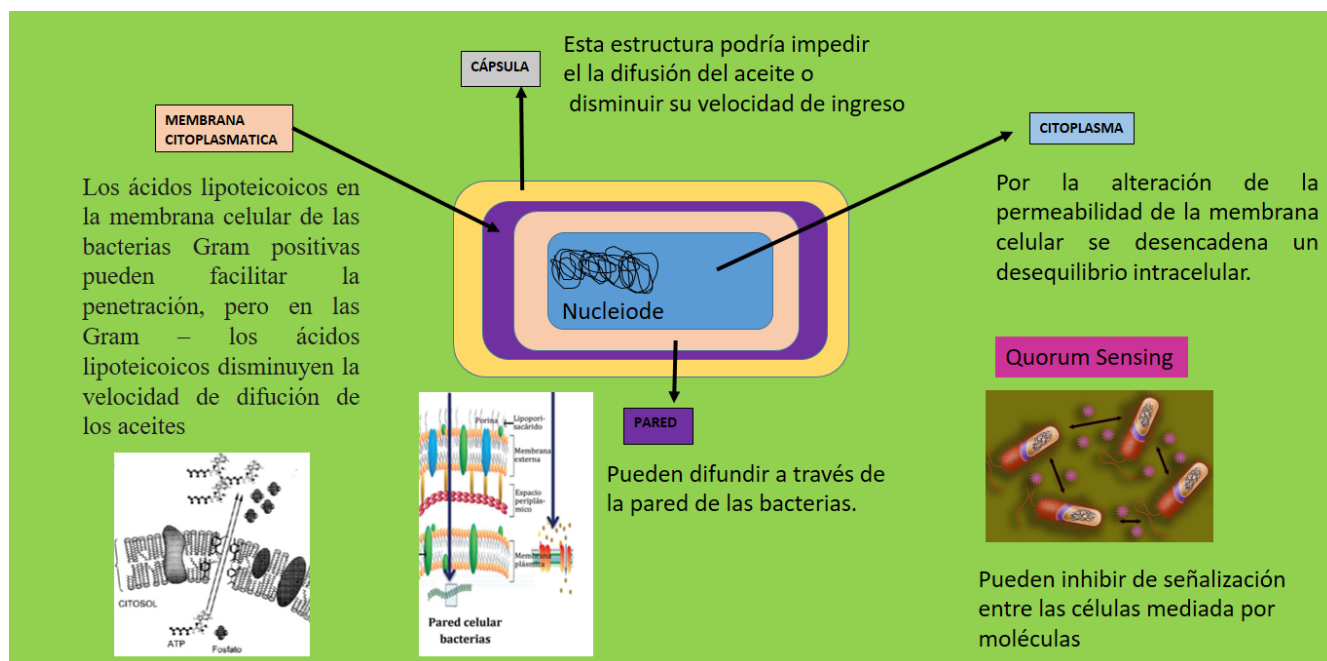 CÁPSULA
Esta estructura podría impedir
el la difusión del aceite o
disminuir su velocidad de ingreso
MEMBRANA
CITOPLASMATICA
CITOPLASMA
Los ácidos lipoteicoicos en
la membrana celular de las
bacterias Gram positivas
pueden facilitar la
penetración, pero en las
Gram – los ácidos
lipoteicoicos disminuyen la
velocidad de difución de
los aceites
Por la alteración de la
permeabilidad de la membrana
celular se desencadena un
desequilibrio intracelular.
Nucleiode
Quorum Sensing
PARED
Pueden difundir a través de
la pared de las bacterias.
Porina
Lipopori-
sacárido
Membrana
externa
Espacio
periplás-
mico
Membrana
plásmica
Pared celular
bacterias
CITOSOL
ATP
Fosfato
Pueden inhibir de señalización
entre las células mediada por
moléculas